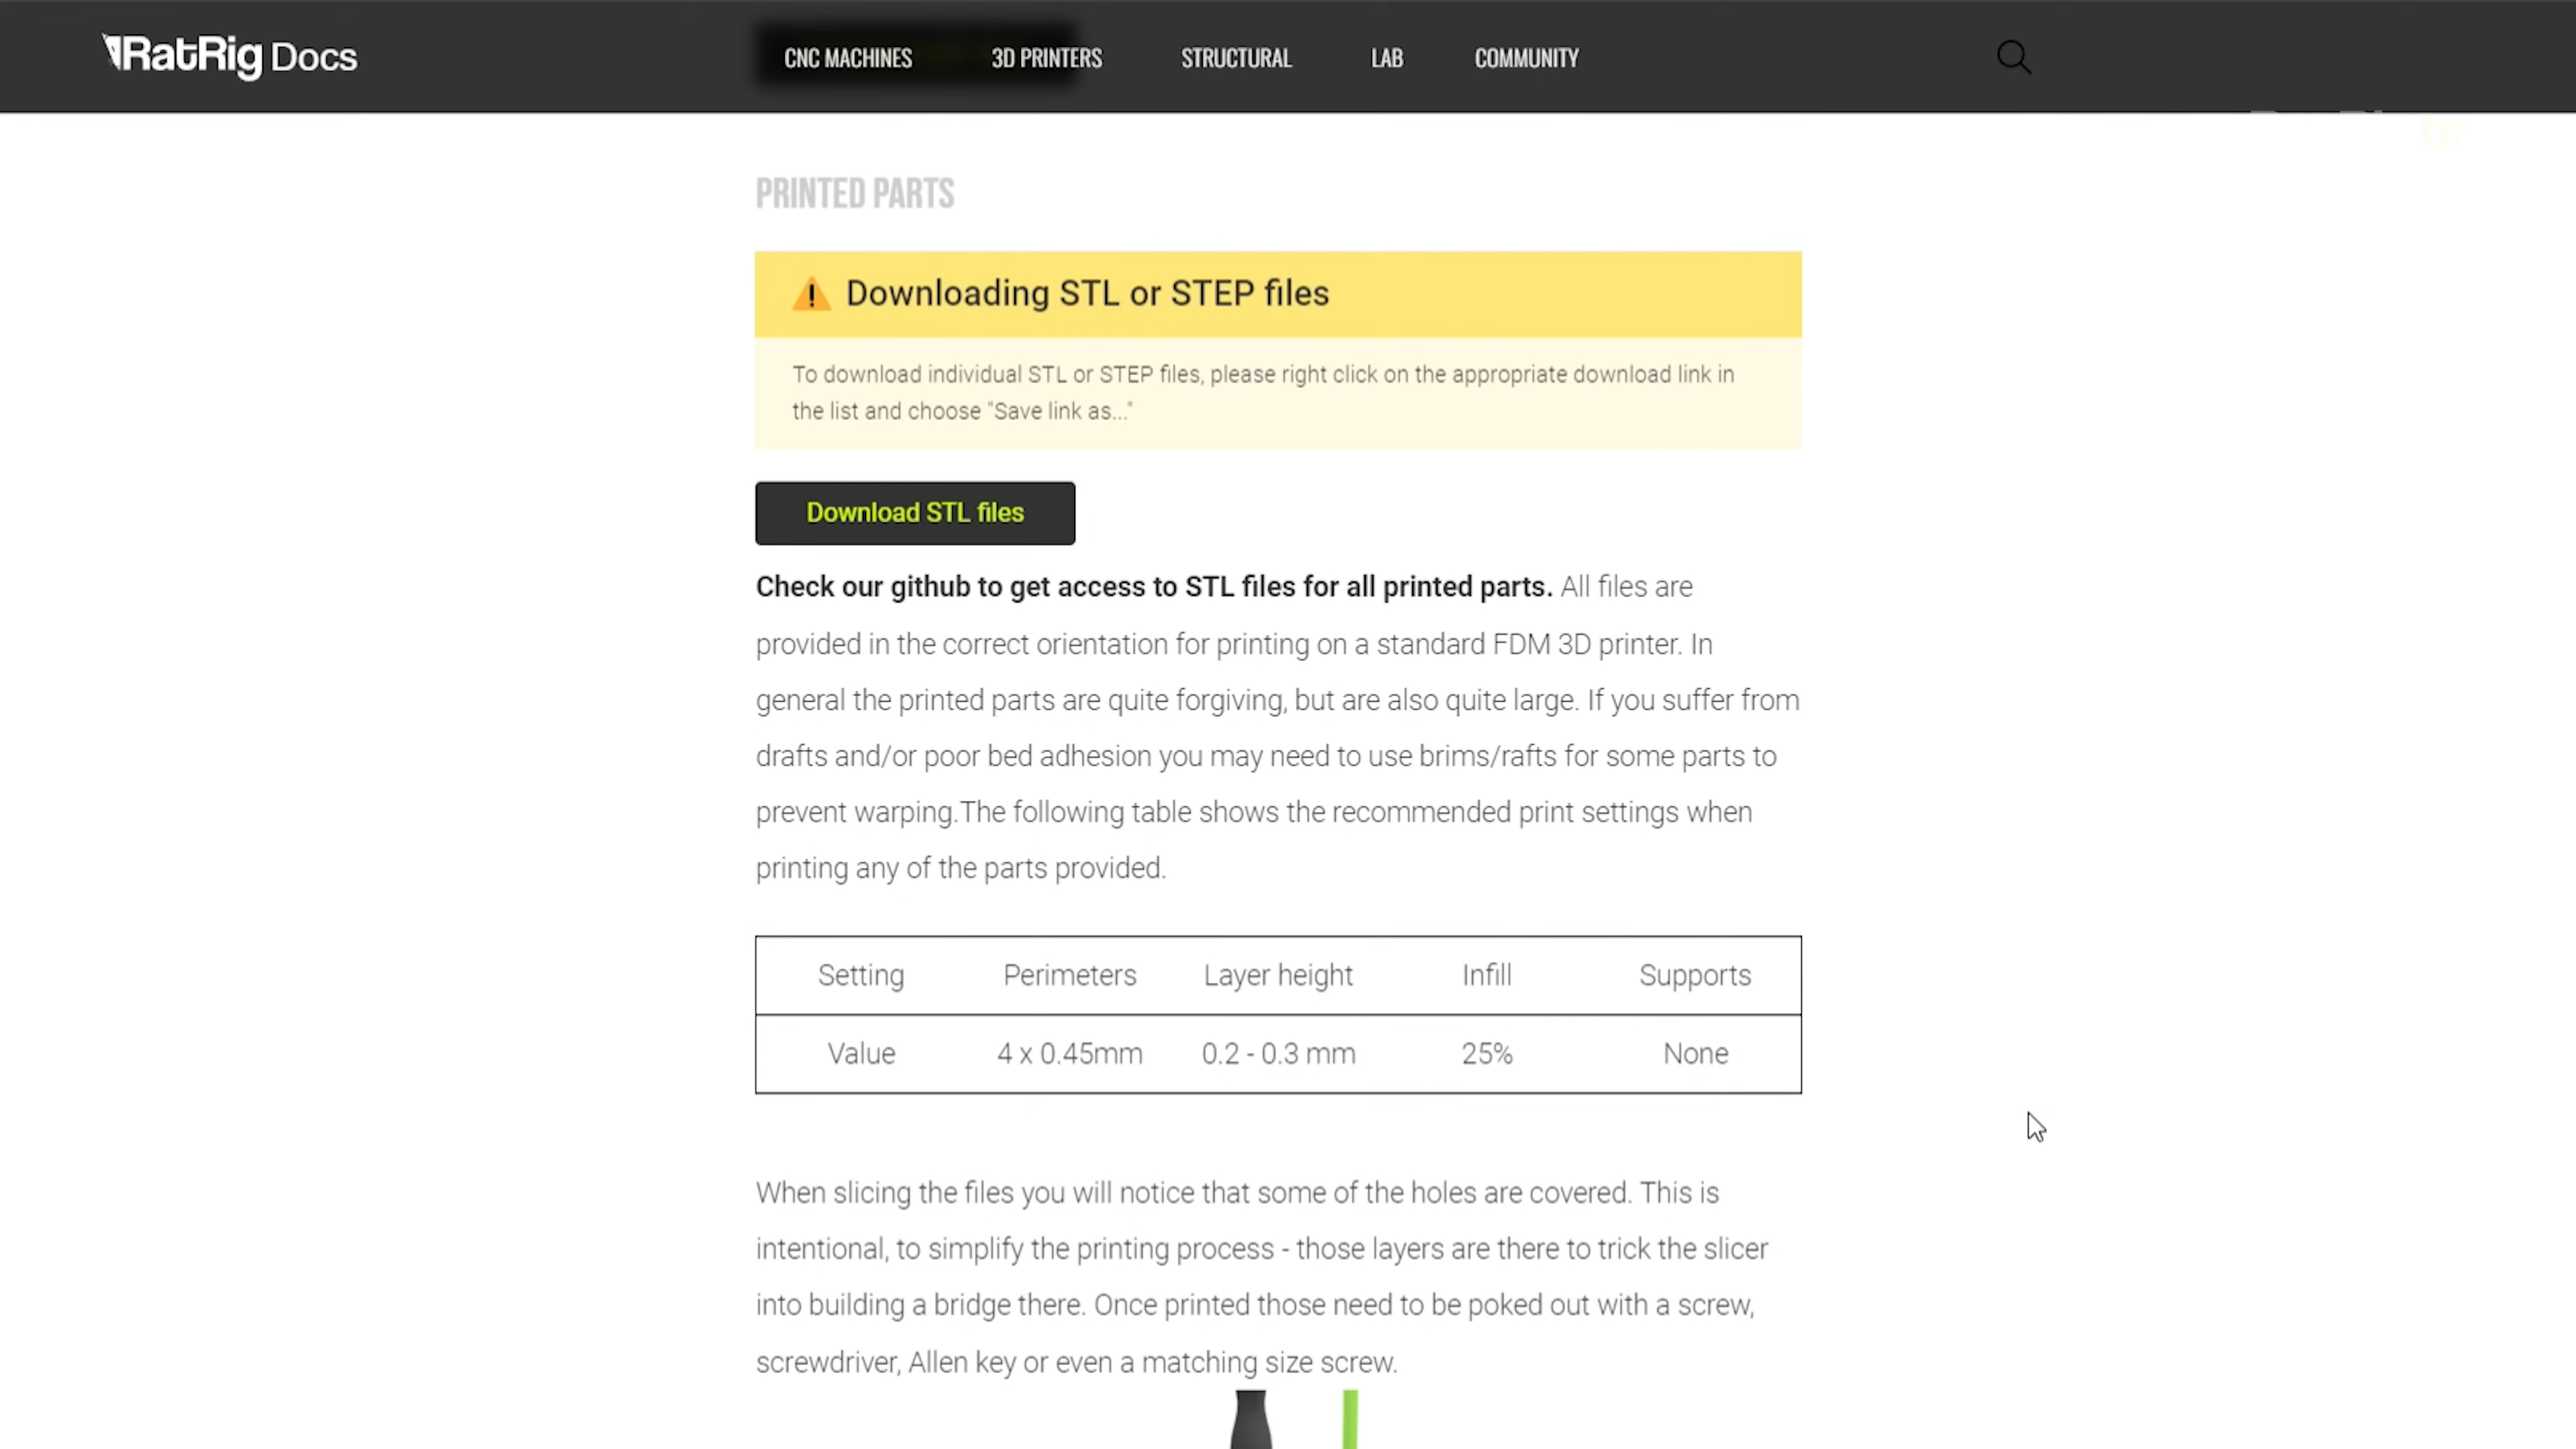 RatRig Docs
CNC MACHINES 3D PRINTERS STRUCTURAL LAB COMMUNITY
PRINTED PARTS
Downloading STL or STEP files
To download individual STL or STEP files, please right click on the appropriate download link in
the list and choose "Save link as..."
Download STL files
Check our github to get access to STL files for all printed parts. All files are
provided in the correct orientation for printing on a standard FDM 3D printer. In
general the printed parts are quite forgiving, but are also quite large. If you suffer from
drafts and/or poor bed adhesion you may need to use brims/rafts for some parts to
prevent warping.The following table shows the recommended print settings when
printing any of the parts provided.
Setting Perimeters Layer height Infill Supports
Value 4 x 0.45mm 0.2 - 0.3 mm 25% None
When slicing the files you will notice that some of the holes are covered. This is
intentional, to simplify the printing process - those layers are there to trick the slicer
into building a bridge there. Once printed those need to be poked out with a screw,
screwdriver, Allen key or even a matching size screw.